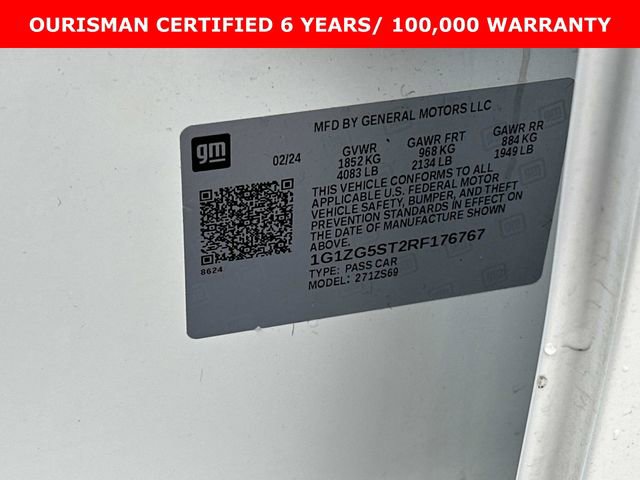 OURISMAN CERTIFIED 6 YEARS/ 100,000 WARRANTY
gm
MFD BY GENERAL MOTORS LLC
02/24
GVWR GAWR FRT GAWR RR
1852 KG 968 KG 884 KG
4083 LB 2134 LB 1949 LB
THIS VEHICLE CONFORMS TO ALL
APPLICABLE U.S. FEDERAL MOTOR
VEHICLE SAFETY, BUMPER, AND THEFT
PREVENTION STANDARDS IN EFFECT
ON THE DATE OF MANUFACTURE SHOWN
ABOVE.
1G1ZG5ST2RF176767
TYPE: PASS CAR
MODEL: 271ZS69
8624